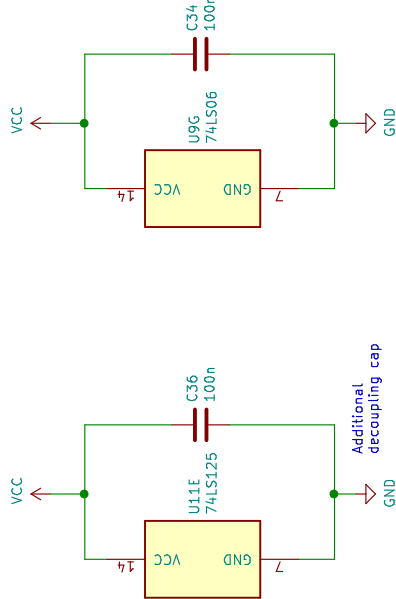 C34
100n
VCC
U9G
74LS06
GND
VCC
GND
14
7
C36
100n
Additional
decoupling cap
VCC
U11E
74LS125
GND
VCC
GND
14
7